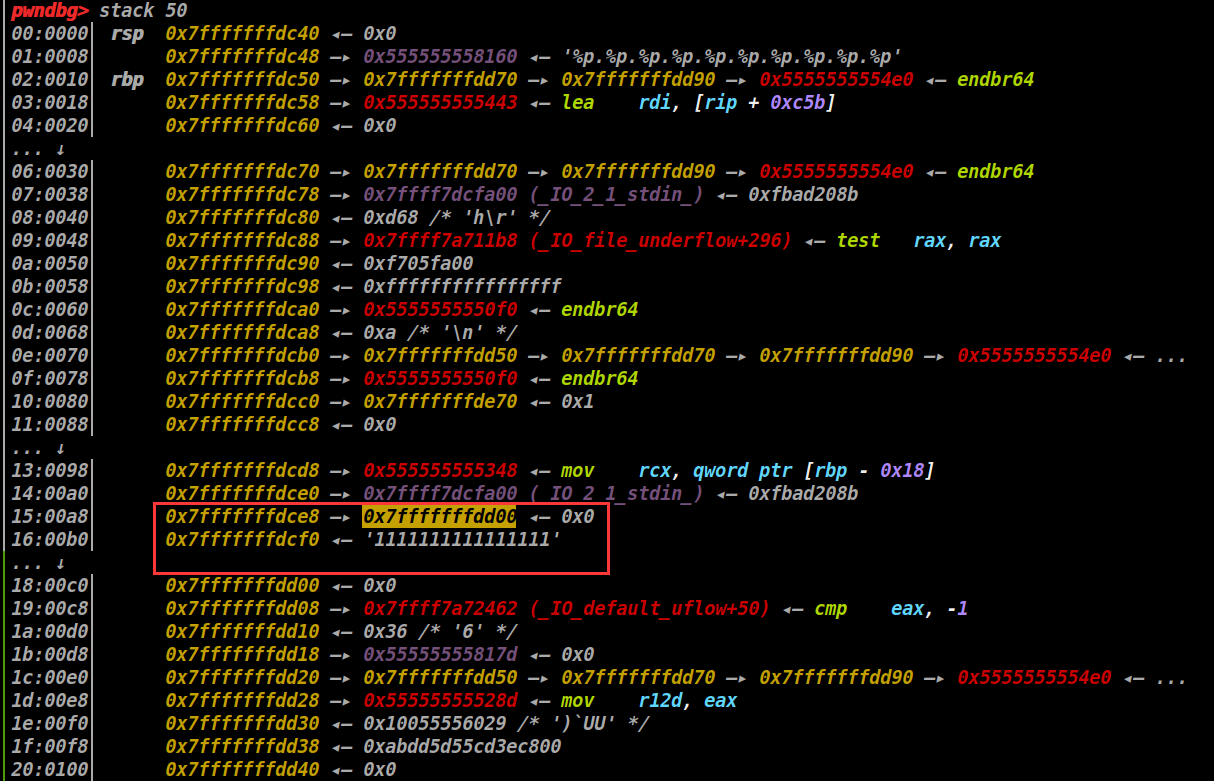 pwndbg> stack 50
00:0000│ rsp 0x7fffffffdc40 ◂— 0x0
01:0008│ 0x7fffffffdc48 —▸ 0x555555558160 ◂— '%p.%p.%p.%p.%p.%p.%p.%p.%p.%p'
02:0010│ rbp 0x7fffffffdc50 —▸ 0x7fffffffdd70 —▸ 0x7fffffffdd90 —▸ 0x5555555554e0 ◂— endbr64
03:0018│ 0x7fffffffdc58 —▸ 0x555555555443 ◂— lea rdi, [rip + 0xc5b]
04:0020│ 0x7fffffffdc60 ◂— 0x0
... ↓
06:0030│ 0x7fffffffdc70 —▸ 0x7fffffffdd70 —▸ 0x7fffffffdd90 —▸ 0x5555555554e0 ◂— endbr64
07:0038│ 0x7fffffffdc78 —▸ 0x7ffff7dcfa00 (_IO_2_1_stdin_) ◂— 0xfbad208b
08:0040│ 0x7fffffffdc80 ◂— 0xd68 /* 'h\r' */
09:0048│ 0x7fffffffdc88 —▸ 0x7ffff7a711b8 (_IO_file_underflow+296) ◂— test rax, rax
0a:0050│ 0x7fffffffdc90 ◂— 0xf705fa00
0b:0058│ 0x7fffffffdc98 ◂— 0xffffffffffffffff
0c:0060│ 0x7fffffffdca0 —▸ 0x5555555550f0 ◂— endbr64
0d:0068│ 0x7fffffffdca8 ◂— 0xa /* '\n' */
0e:0070│ 0x7fffffffdcb0 —▸ 0x7fffffffdd50 —▸ 0x7fffffffdd70 —▸ 0x7fffffffdd90 —▸ 0x5555555554e0 ◂— ...
0f:0078│ 0x7fffffffdcb8 —▸ 0x5555555550f0 ◂— endbr64
10:0080│ 0x7fffffffdcc0 —▸ 0x7fffffffde70 ◂— 0x1
11:0088│ 0x7fffffffdcc8 ◂— 0x0
... ↓
13:0098│ 0x7fffffffdcd8 —▸ 0x555555555348 ◂— mov rcx, qword ptr [rbp - 0x18]
14:00a0│ 0x7fffffffdce0 —▸ 0x7ffff7dcfa00 (_IO_2_1_stdin_) ◂— 0xfbad208b
15:00a8│ 0x7fffffffdce8 —▸ 0x7fffffffdd00 ◂— 0x0
16:00b0│ 0x7fffffffdcf0 ◂— '1111111111111111'
... ↓
18:00c0│ 0x7fffffffdd00 ◂— 0x0
19:00c8│ 0x7fffffffdd08 —▸ 0x7ffff7a72462 (_IO_default_uflow+50) ◂— cmp eax, -1
1a:00d0│ 0x7fffffffdd10 ◂— 0x36 /* '6' */
1b:00d8│ 0x7fffffffdd18 —▸ 0x55555555817d ◂— 0x0
1c:00e0│ 0x7fffffffdd20 —▸ 0x7fffffffdd50 —▸ 0x7fffffffdd70 —▸ 0x7fffffffdd90 —▸ 0x5555555554e0 ◂— ...
1d:00e8│ 0x7fffffffdd28 —▸ 0x55555555528d ◂— mov r12d, eax
1e:00f0│ 0x7fffffffdd30 ◂— 0x10055556029 /* ')`UU' */
1f:00f8│ 0x7fffffffdd38 ◂— 0xabdd5d55cd3ec800
20:0100│ 0x7fffffffdd40 ◂— 0x0